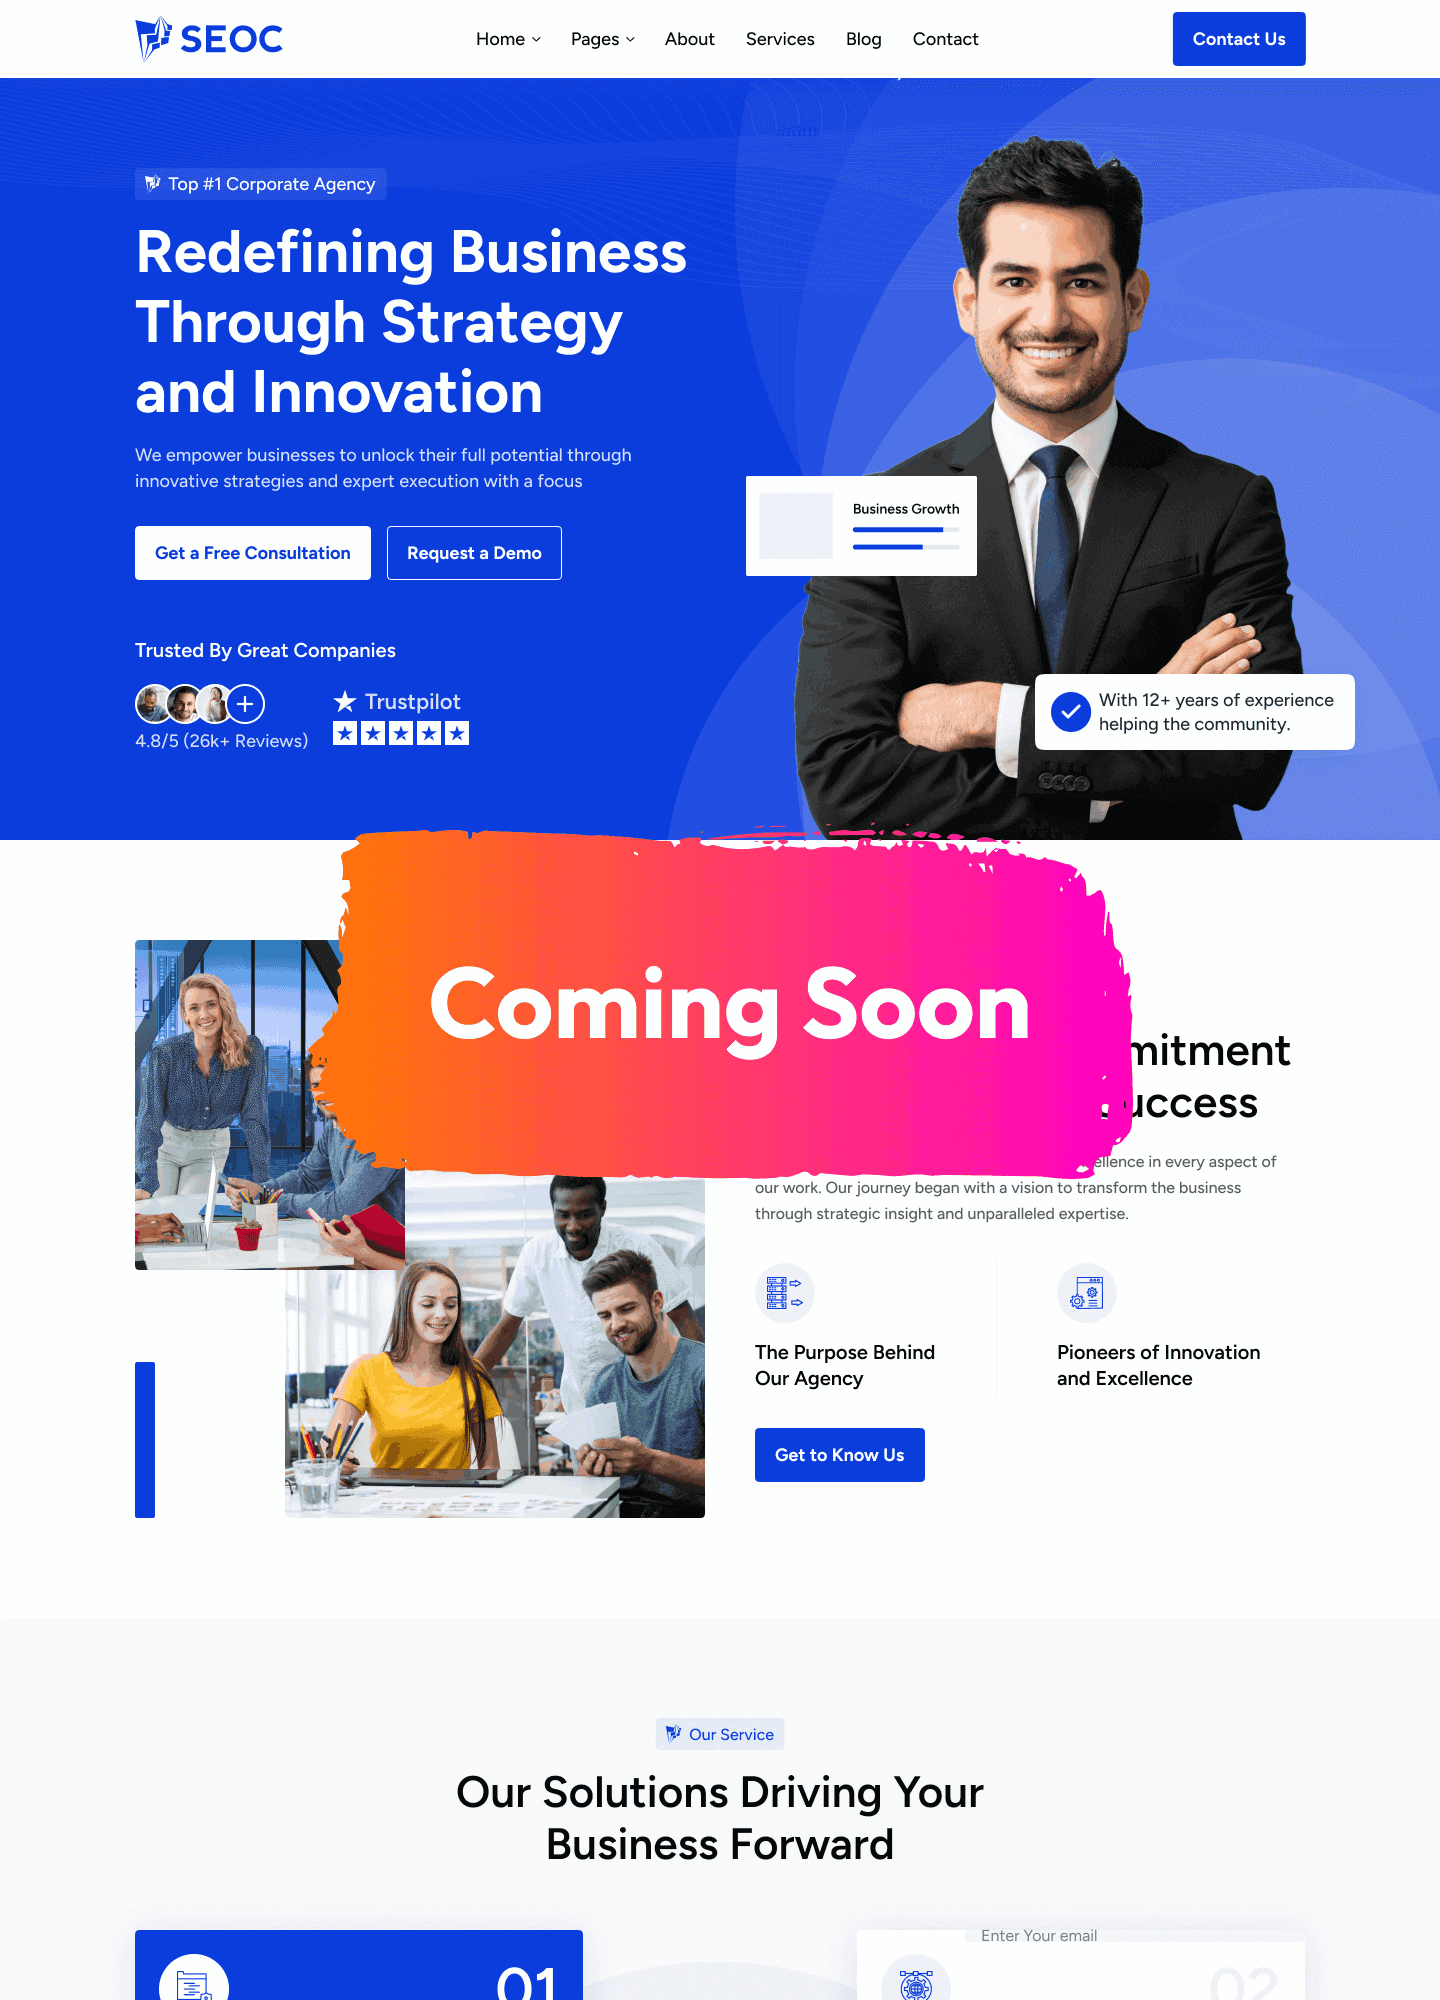 SEOC
Home
Pages
About
Services
Blog
Contact
Contact Us
Top #1 Corporate Agency
Redefining Business
Through Strategy
and Innovation
We empower businesses to unlock their full potential through
innovative strategies and expert execution with a focus
Get a Free Consultation
Request a Demo
Business Growth
Trusted By Great Companies
Trustpilot
4.8/5 (26k+ Reviews)
With 12+ years of experience
helping the community.
Coming Soon
our work. Our journey began with a vision to transform the business
through strategic insight and unparalleled expertise.
in every aspect of
The Purpose Behind
Our Agency
Pioneers of Innovation
and Excellence
Get to Know Us
Our Service
Our Solutions Driving Your
Business Forward
01
Enter Your email
02